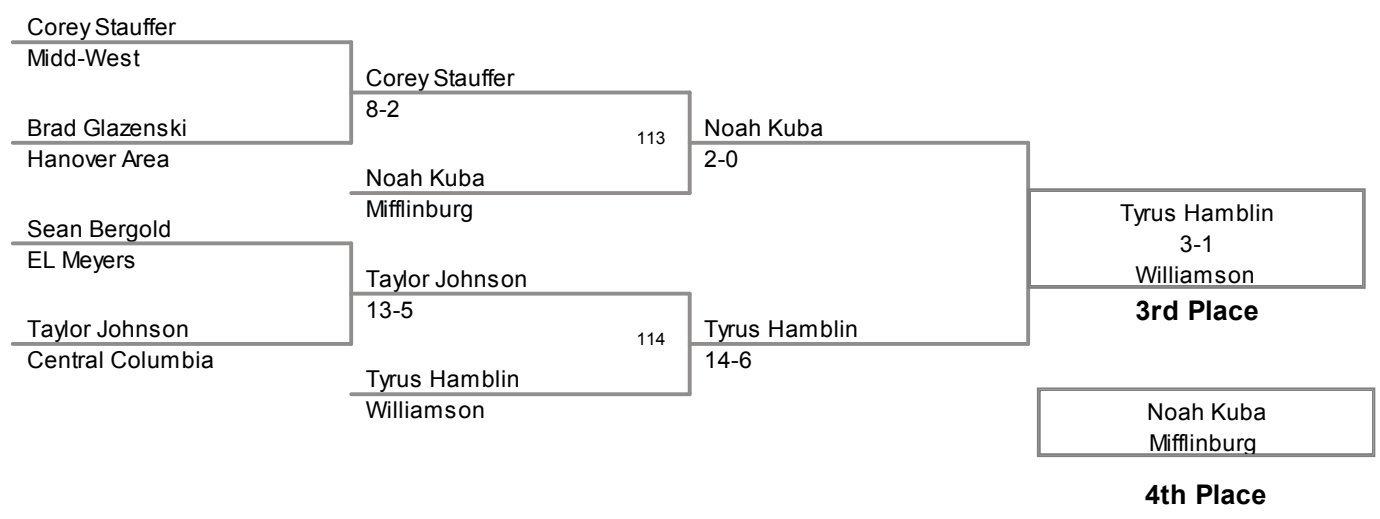 Corey Stauffer
Midd-West
Corey Stauffer
8-2
Brad Glazenski
Hanover Area
113
Noah Kuba
2-0
Noah Kuba
Mifflinburg
Sean Bergold
EL Meyers
Tyrus Hamblin
3-1
Williamson
3rd Place
Taylor Johnson
13-5
Taylor Johnson
Central Columbia
114
Tyrus Hamblin
14-6
Tyrus Hamblin
Williamson
Noah Kuba
Mifflinburg
4th Place